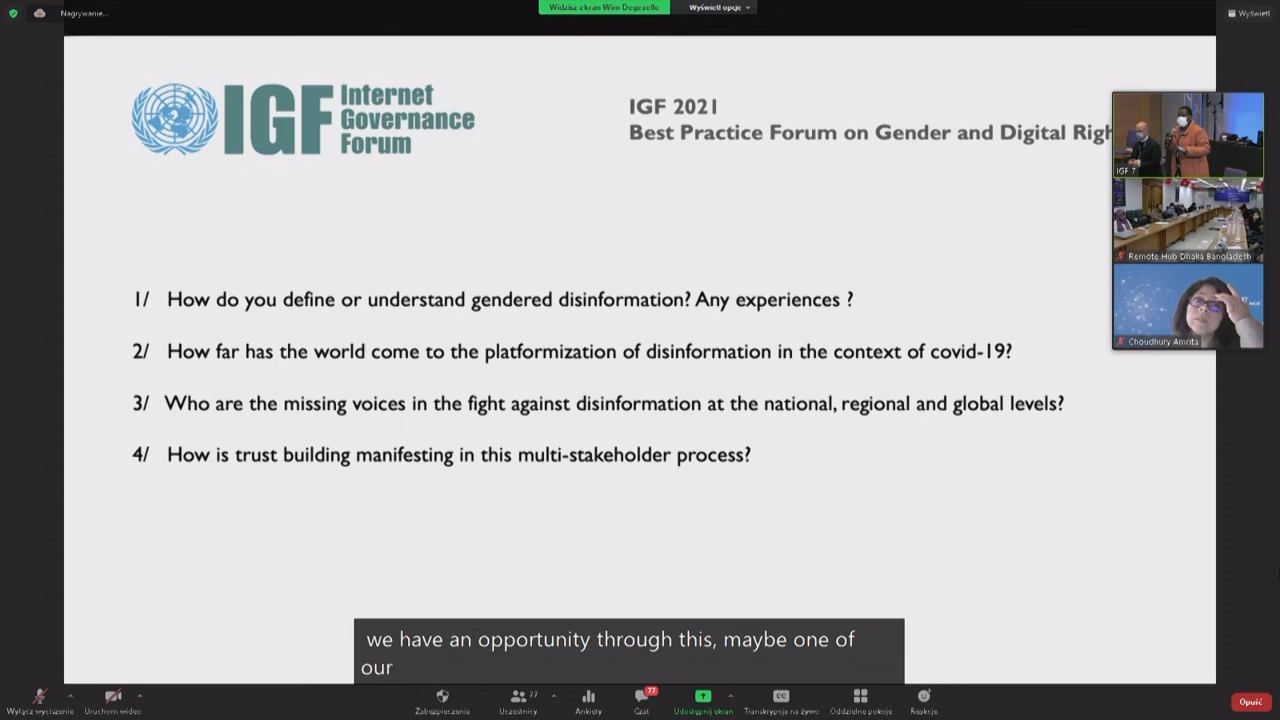 Nagrywanie...
Widzisz ekran Wim Degezelle
Wyświetl opcje
Wyświetl
IGF Internet
Governance
Forum
IGF 2021
Best Practice Forum on Gender and Digital Righ
IGF 7
Remote Hub Dhaka Bangladesh
Choudhury Amrita
1/ How do you define or understand gendered disinformation? Any experiences ?
2/ How far has the world come to the platformization of disinformation in the context of covid-19?
3/ Who are the missing voices in the fight against disinformation at the national, regional and global levels?
4/ How is trust building manifesting in this multi-stakeholder process?
we have an opportunity through this, maybe one of
our
Wyłącz wyciszenie
Uruchom wideo
Zabezpieczenia
Uczestnicy
77
Ankiety
Czat
77
Udostępnij ekran
CC
Transkrypcja na żywo
Oddzielne pokoje
Reakcje
Opuść